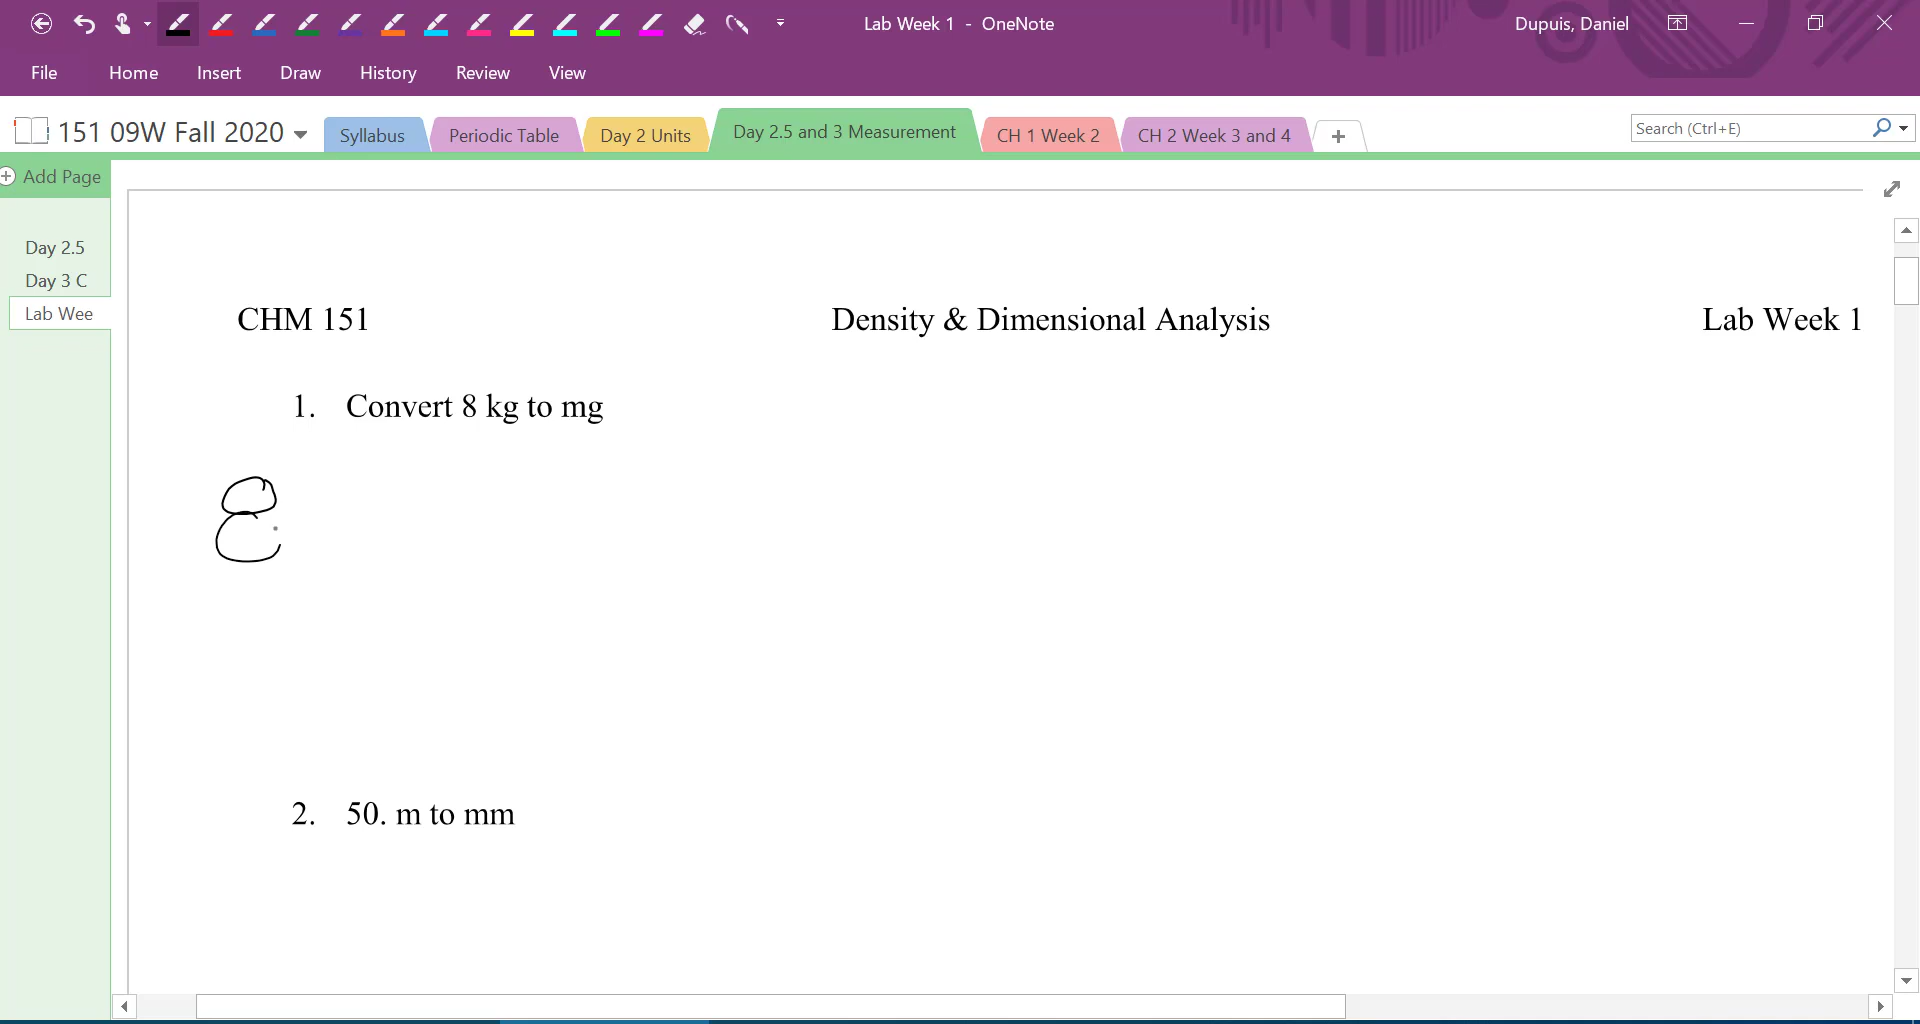 Lab Week 1 - OneNote
Dupuis, Daniel
File Home Insert Draw History Review View
151 09W Fall 2020
Syllabus
Periodic Table
Day 2 Units
Day 2.5 and 3 Measurement
CH 1 Week 2
CH 2 Week 3 and 4
Search (Ctrl+E)
Add Page
Day 2.5
Day 3 C
Lab Wee
CHM 151 Density & Dimensional Analysis Lab Week 1
1. Convert 8 kg to mg
8
2. 50. m to mm